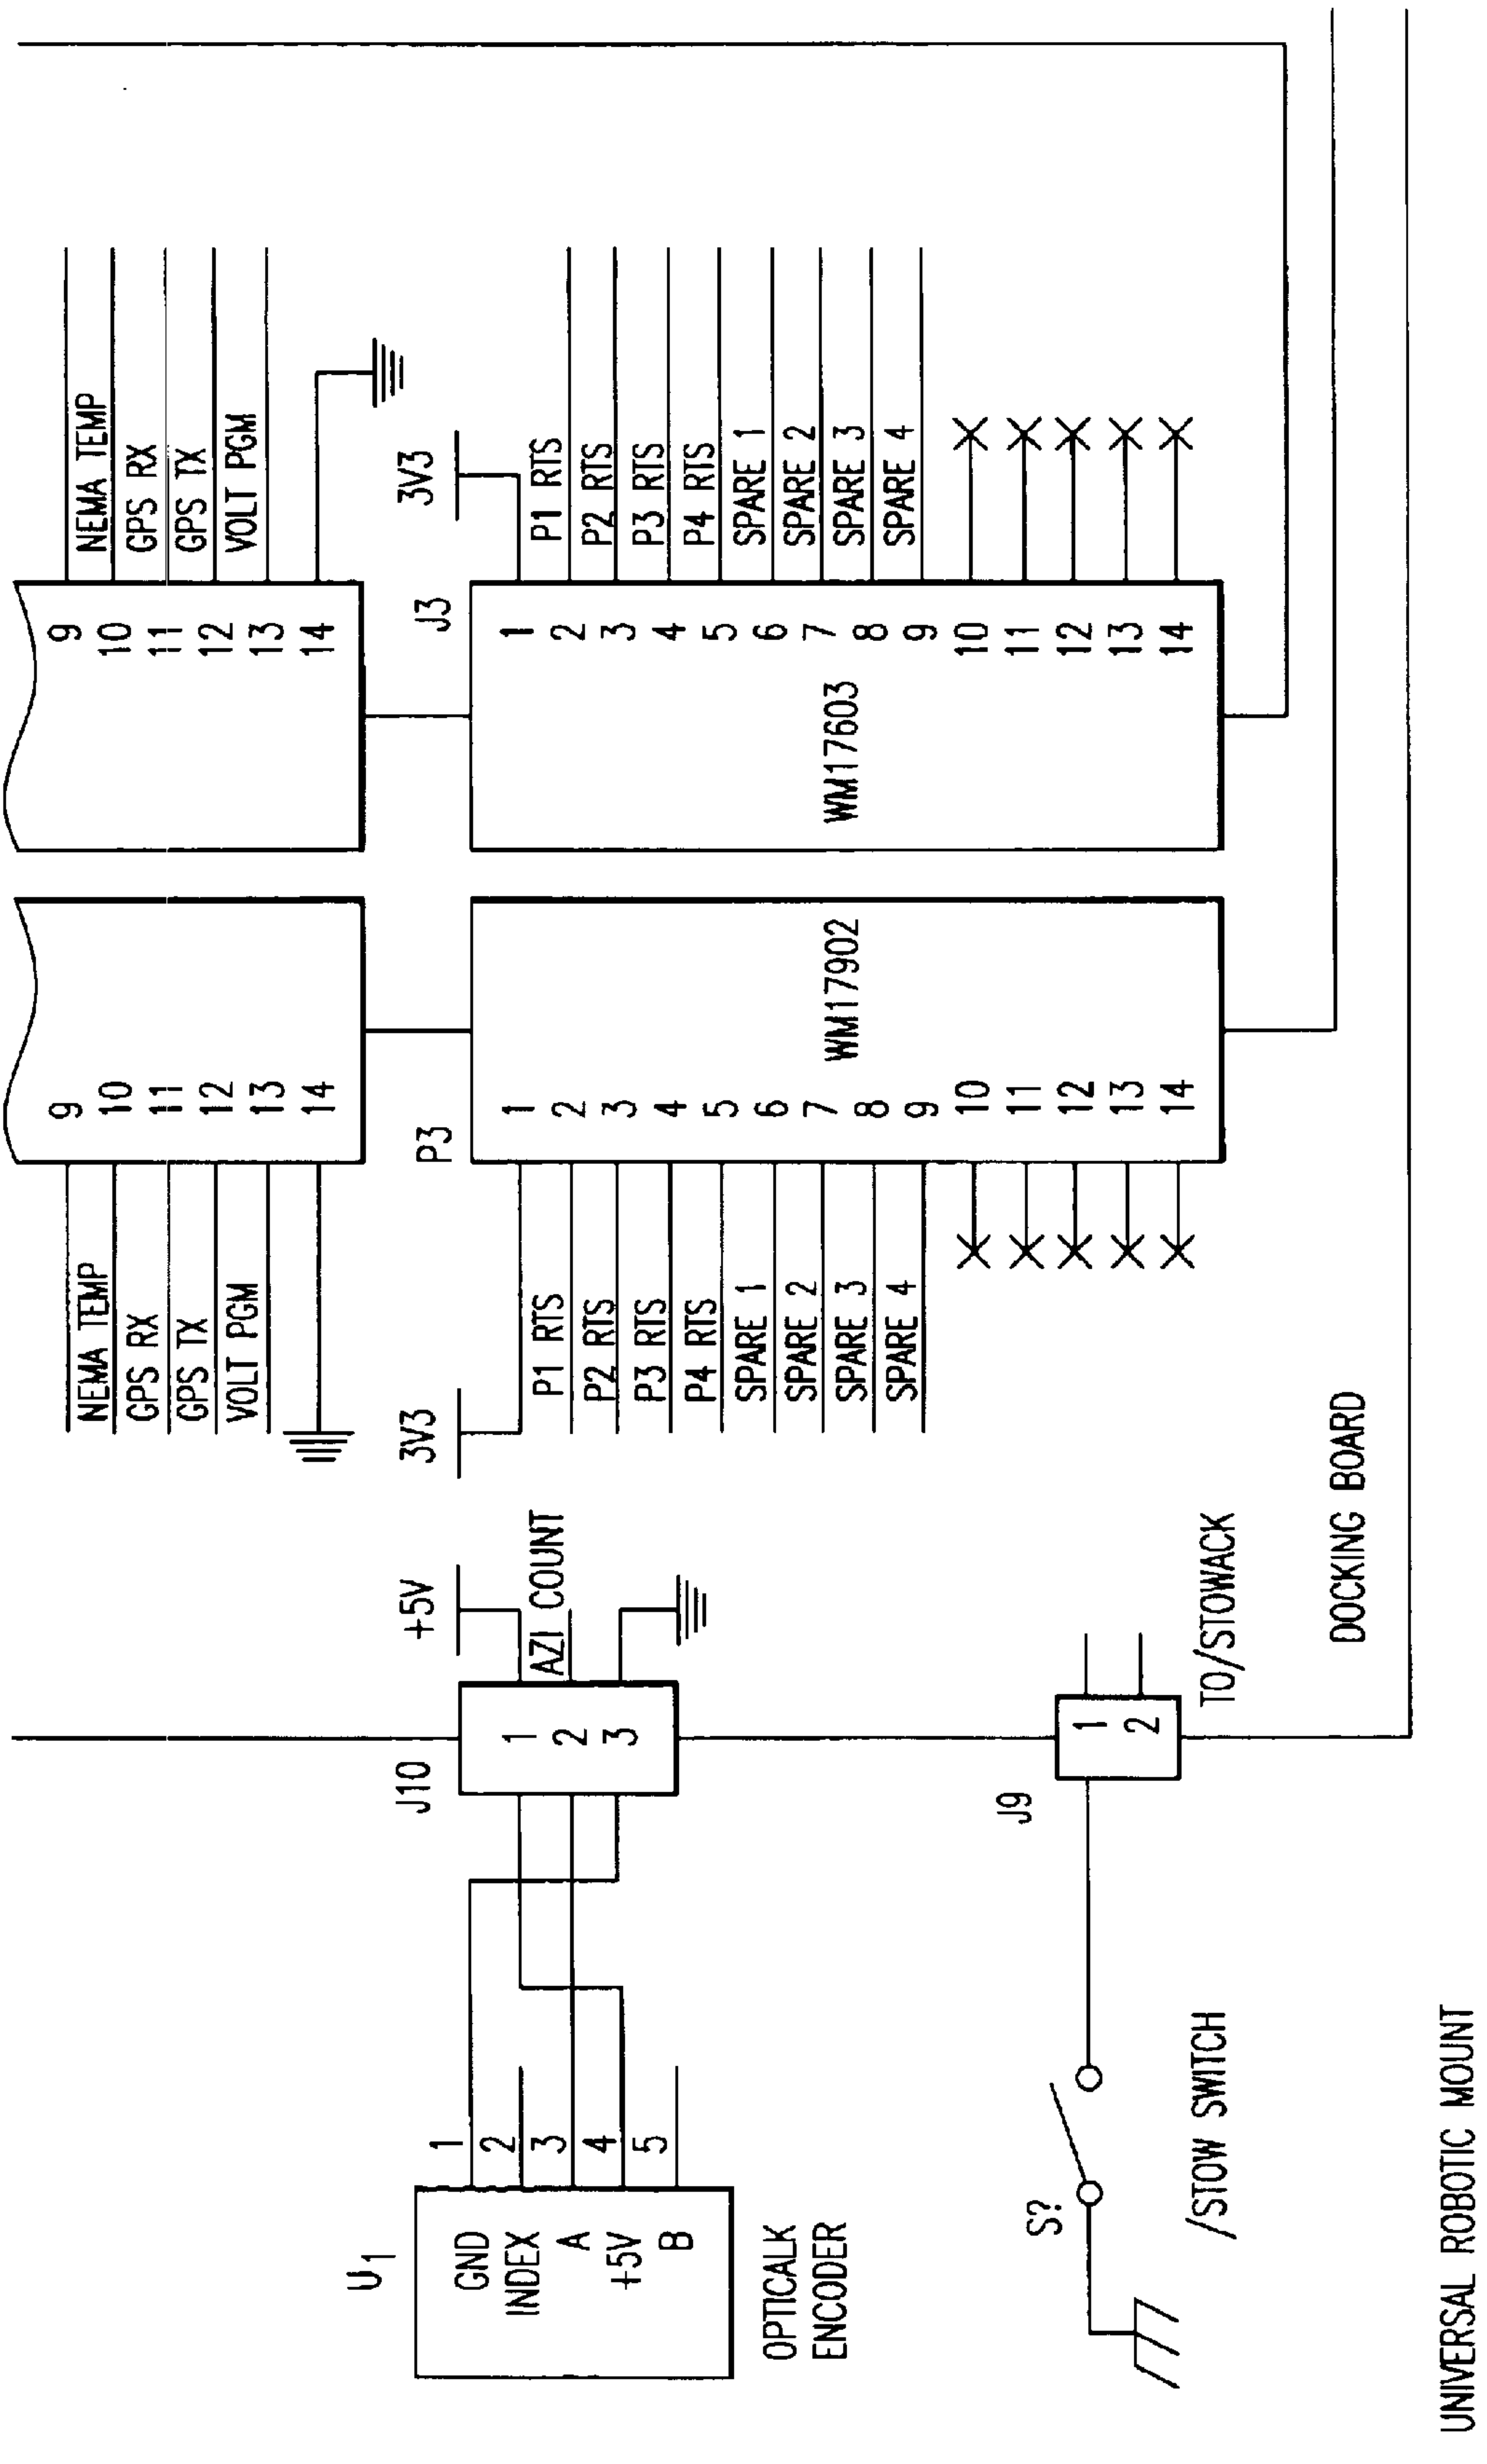 U1
GND
INDEX
A
+5V
B
1
2
3
4
5
OPTICALK
ENCODER
S?
/STOW SWITCH
UNIVERSAL ROBOTIC MOUNT
J10
1
2
3
+5V
AZI COUNT
J9
1
2
TO/STOWACK
DOCKING BOARD
NEMA TEMP
GPS RX
GPS TX
VOLT PGM
9
10
11
12
13
14
3V3
P1 RTS
P2 RTS
P3 RTS
P4 RTS
SPARE 1
SPARE 2
SPARE 3
SPARE 4
P3
1
2
3
4
5
6
7
8
9
10
11
12
13
14
WM17902
9
10
11
12
13
14
NEMA TEMP
GPS RX
GPS TX
VOLT PGM
J3
WM17603
1
2
3
4
5
6
7
8
9
10
11
12
13
14
3V3
P1 RTS
P2 RTS
P3 RTS
P4 RTS
SPARE 1
SPARE 2
SPARE 3
SPARE 4